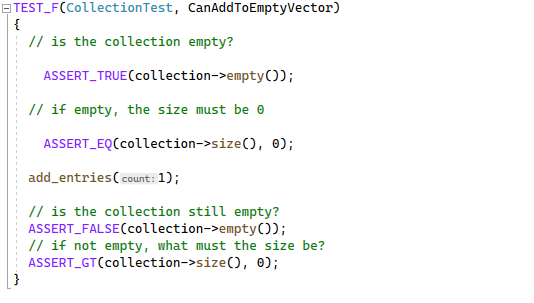 TEST_F(CollectionTest, CanAddToEmptyVector)
{
// is the collection empty?
ASSERT_TRUE(collection->empty());
// if empty, the size must be 0
ASSERT_EQ(collection->size(), 0);
add_entries(count:1);
// is the collection still empty?
ASSERT_FALSE(collection->empty());
// if not empty, what must the size be?
ASSERT_GT(collection->size(), 0);
}